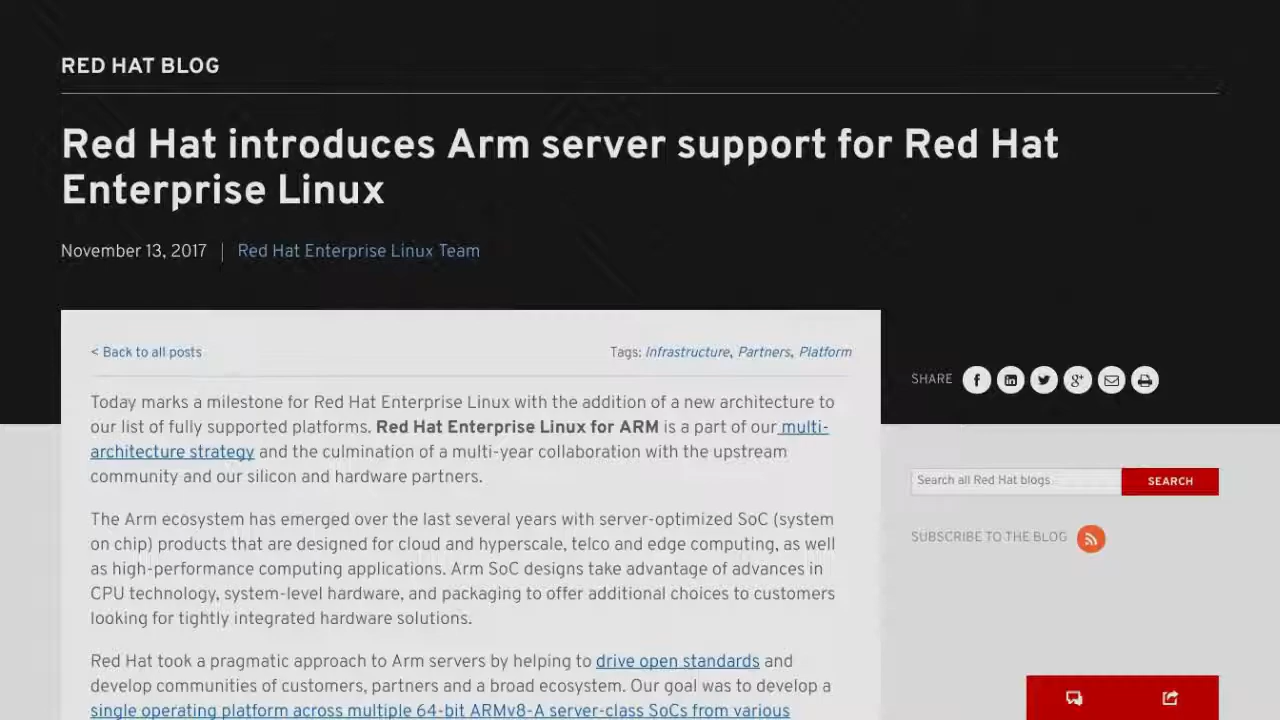 RED HAT BLOG
Red Hat introduces Arm server support for Red Hat
Enterprise Linux
November 13, 2017 | Red Hat Enterprise Linux Team
< Back to all posts
Tags: Infrastructure, Partners, Platform
SHARE
Today marks a milestone for Red Hat Enterprise Linux with the addition of a new architecture to
our list of fully supported platforms. Red Hat Enterprise Linux for ARM is a part of our multi-
architecture strategy and the culmination of a multi-year collaboration with the upstream
community and our silicon and hardware partners.
The Arm ecosystem has emerged over the last several years with server-optimized SoC (system
on chip) products that are designed for cloud and hyperscale, telco and edge computing, as well
as high-performance computing applications. Arm SoC designs take advantage of advances in
CPU technology, system-level hardware, and packaging to offer additional choices to customers
looking for tightly integrated hardware solutions.
Red Hat took a pragmatic approach to Arm servers by helping to drive open standards and
develop communities of customers, partners and a broad ecosystem. Our goal was to develop a
single operating platform across multiple 64-bit ARMv8-A server-class SoCs from various
Search all Red Hat blogs
SEARCH
SUBSCRIBE TO THE BLOG